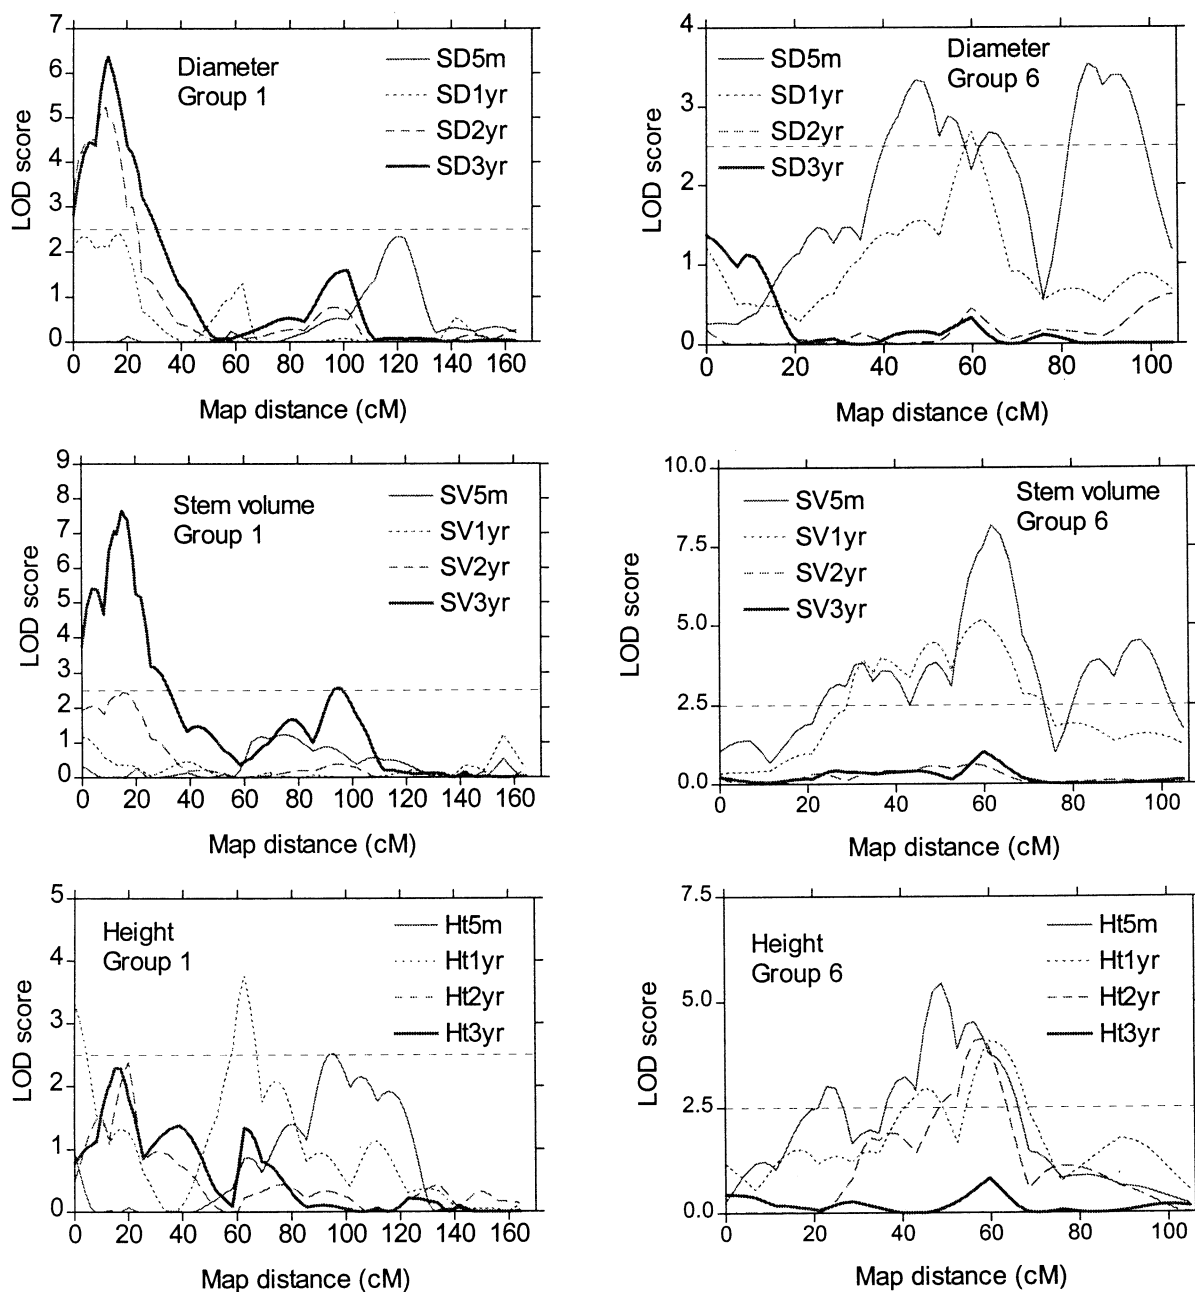 Diameter
Group 1
SD5m
SD1yr
SD2yr
SD3yr
LOD score
7
6
5
4
3
2
1
0
0 20 40 60 80 100 120 140 160
Map distance (cM)
Diameter
Group 6
SD5m
SD1yr
SD2yr
SD3yr
LOD score
4
3
2
1
0
0 20 40 60 80 100
Map distance (cM)
Stem volume
Group 1
SV5m
SV1yr
SV2yr
SV3yr
LOD score
9
8
7
6
5
4
3
2
1
0
0 20 40 60 80 100 120 140 160
Map distance (cM)
Stem volume
Group 6
SV5m
SV1yr
SV2yr
SV3yr
LOD score
10.0
7.5
5.0
2.5
0.0
0 20 40 60 80 100
Map distance (cM)
Height
Group 1
Ht5m
Ht1yr
Ht2yr
Ht3yr
LOD score
5
4
3
2
1
0
0 20 40 60 80 100 120 140 160
Map distance (cM)
Height
Group 6
Ht5m
Ht1yr
Ht2yr
Ht3yr
LOD score
7.5
5.0
2.5
0.0
0 20 40 60 80 100
Map distance (cM)